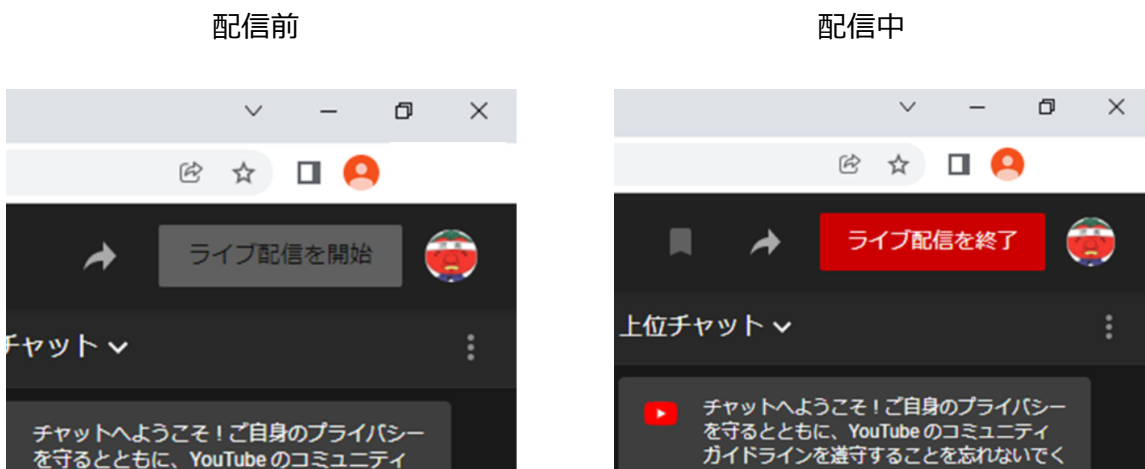 配信前
配信中
ライブ配信を開始
ライブ配信を終了
チャット
上位チャット
チャットへようこそ！ご自身のプライバシー
を守るとともに、YouTube のコミュニティ
チャットへようこそ！ご自身のプライバシー
を守るとともに、YouTube のコミュニティ
ガイドラインを遵守することを忘れないでく